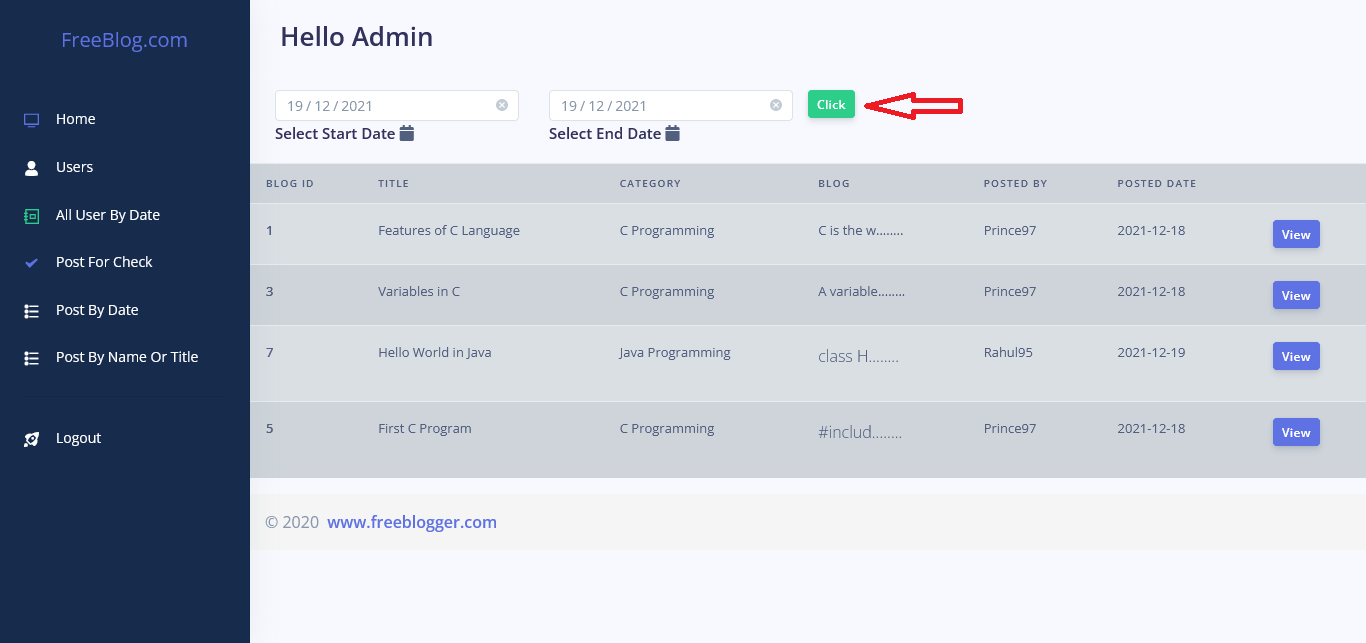 FreeBlog.com
Home
Users
All User By Date
Post For Check
Post By Date
Post By Name Or Title
Logout
Hello Admin
19 / 12 / 2021 19 / 12 / 2021 Click
Select Start Date Select End Date
BLOG ID TITLE CATEGORY BLOG POSTED BY POSTED DATE
1 Features of C Language C Programming C is the w........ Prince97 2021-12-18 View
3 Variables in C C Programming A variable........ Prince97 2021-12-18 View
7 Hello World in Java Java Programming class H........ Rahul95 2021-12-19 View
5 First C Program C Programming #includ........ Prince97 2021-12-18 View
© 2020 www.freeblogger.com